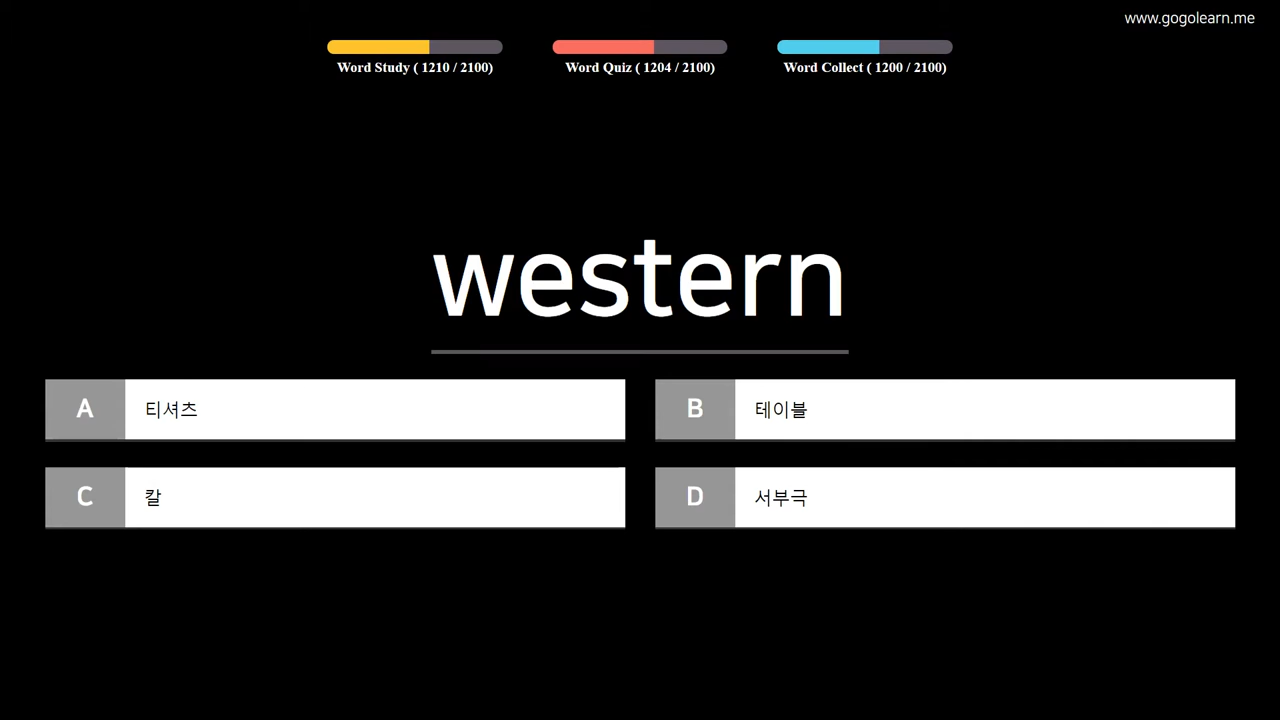 www.gogolearn.me
Word Study ( 1210 / 2100)
Word Quiz ( 1204 / 2100)
Word Collect ( 1200 / 2100)
western
A 티셔츠
B 테이블
C 칼
D 서부극